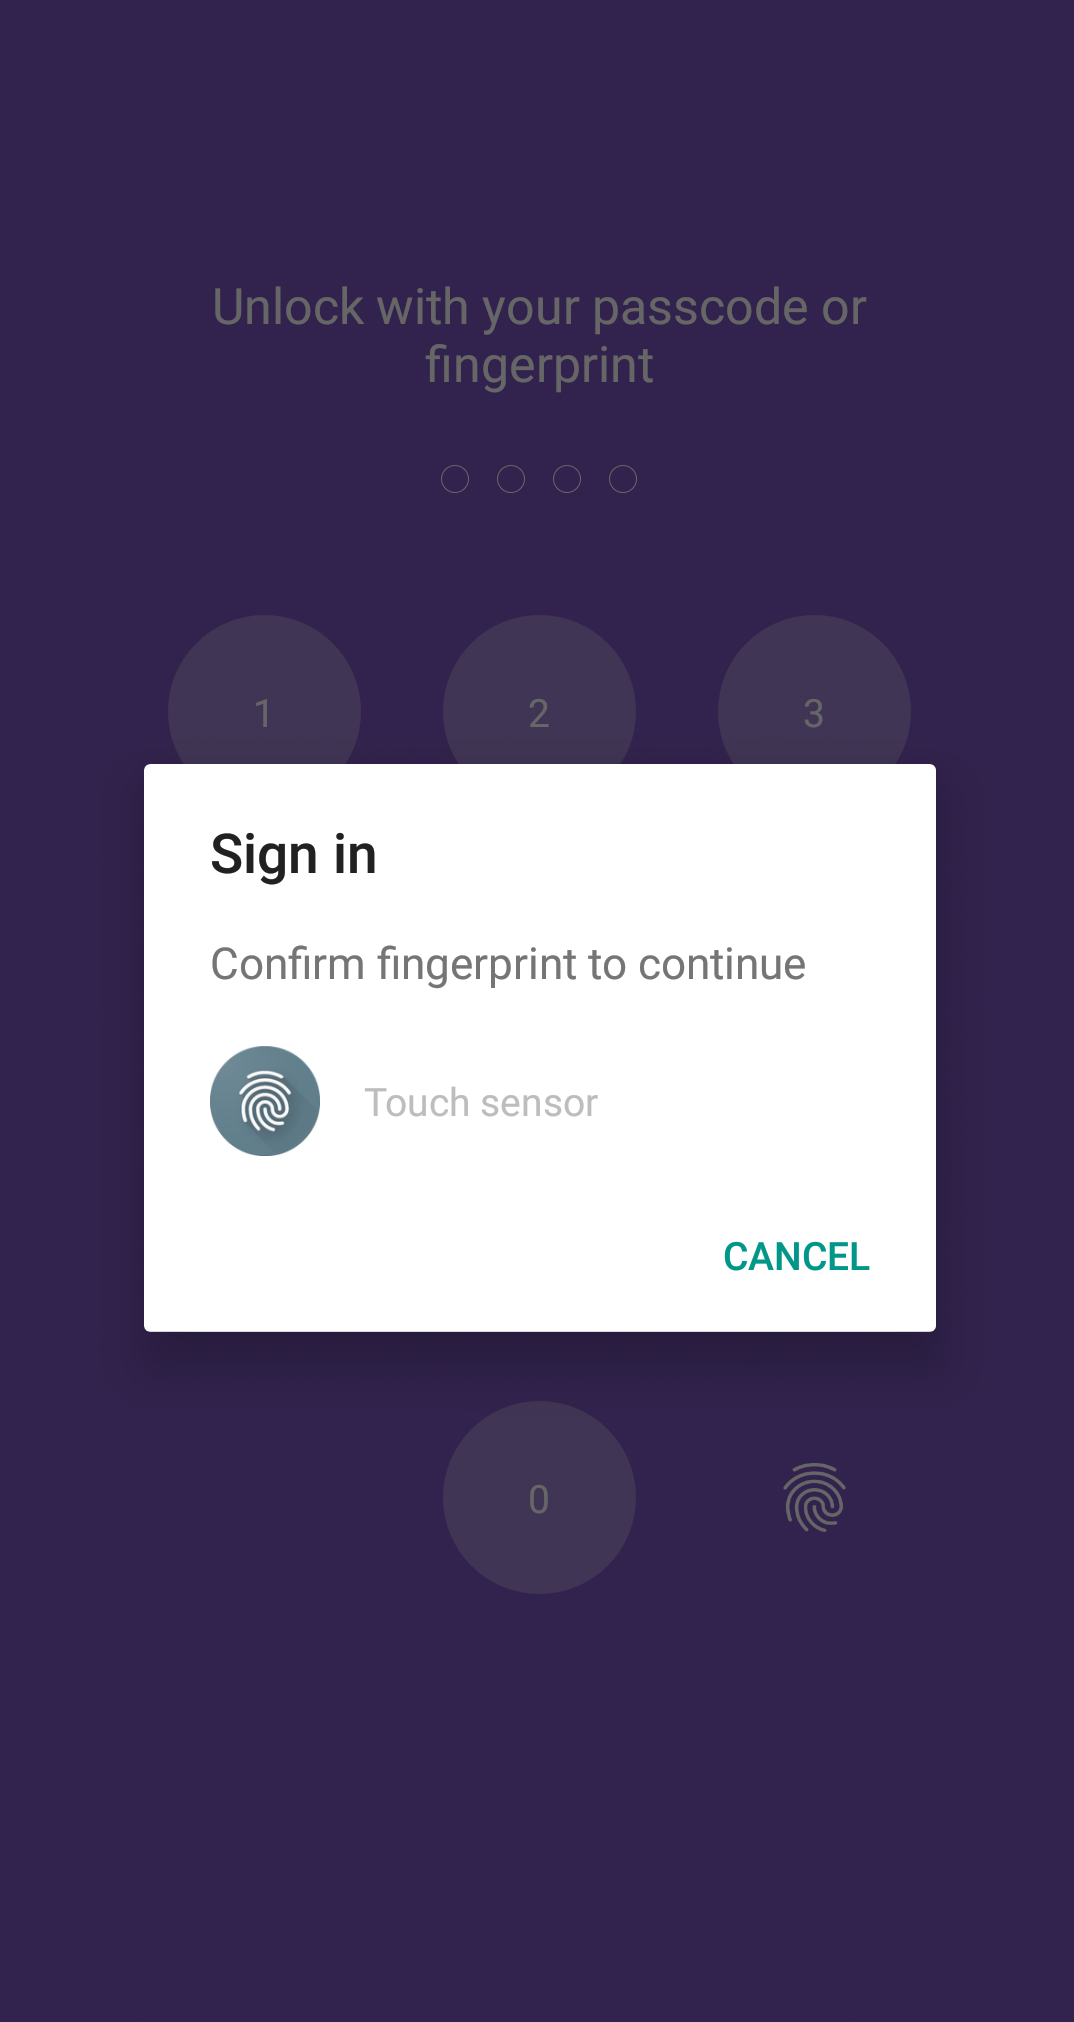 Unlock with your passcode or
fingerprint
1 2 3
Sign in
Confirm fingerprint to continue
Touch sensor
CANCEL
0